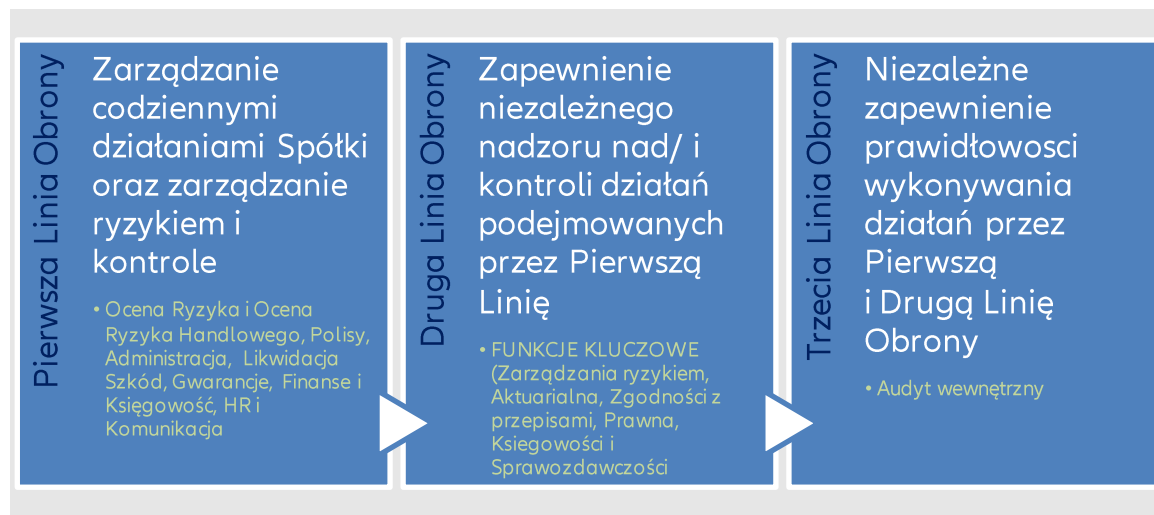 Pierwsza Linia Obrony
Zarządzanie
codziennymi
działaniami Spółki
oraz zarządzanie
ryzykiem i
kontrole
• Ocena Ryzyka i Ocena
Ryzyka Handlowego, Polisy,
Administracja, Likwidacja
Szkód, Gwarancje, Finanse i
Księgowość, HR i
Komunikacja
Druga Linia Obrony
Zapewnienie
niezależnego
nadzoru nad/ i
kontroli działań
podejmowanych
przez Pierwszą
Linię
• FUNKCJE KLUCZOWE
(Zarządzania ryzykiem,
Aktuarialna, Zgodności z
przepisami, Prawna,
Ksiegowości i
Sprawozdawczości
Trzecia Linia Obrony
Niezależne
zapewnienie
prawidłowosci
wykonywania
działań przez
Pierwszą
i Drugą Linię
Obrony
• Audyt wewnętrzny